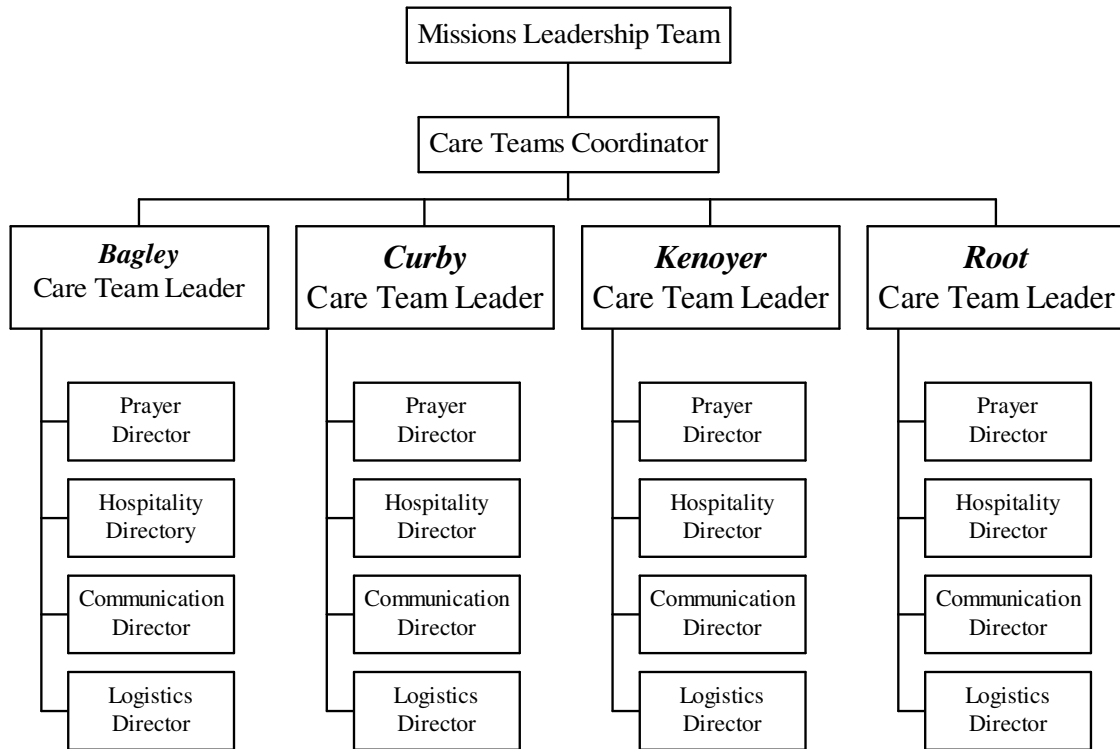 Missions Leadership Team
Care Teams Coordinator
Bagley
Care Team Leader
Prayer
Director
Hospitality
Directory
Communication
Director
Logistics
Director
Curby
Care Team Leader
Prayer
Director
Hospitality
Director
Communication
Director
Logistics
Director
Kenoyer
Care Team Leader
Prayer
Director
Hospitality
Director
Communication
Director
Logistics
Director
Root
Care Team Leader
Prayer
Director
Hospitality
Director
Communication
Director
Logistics
Director